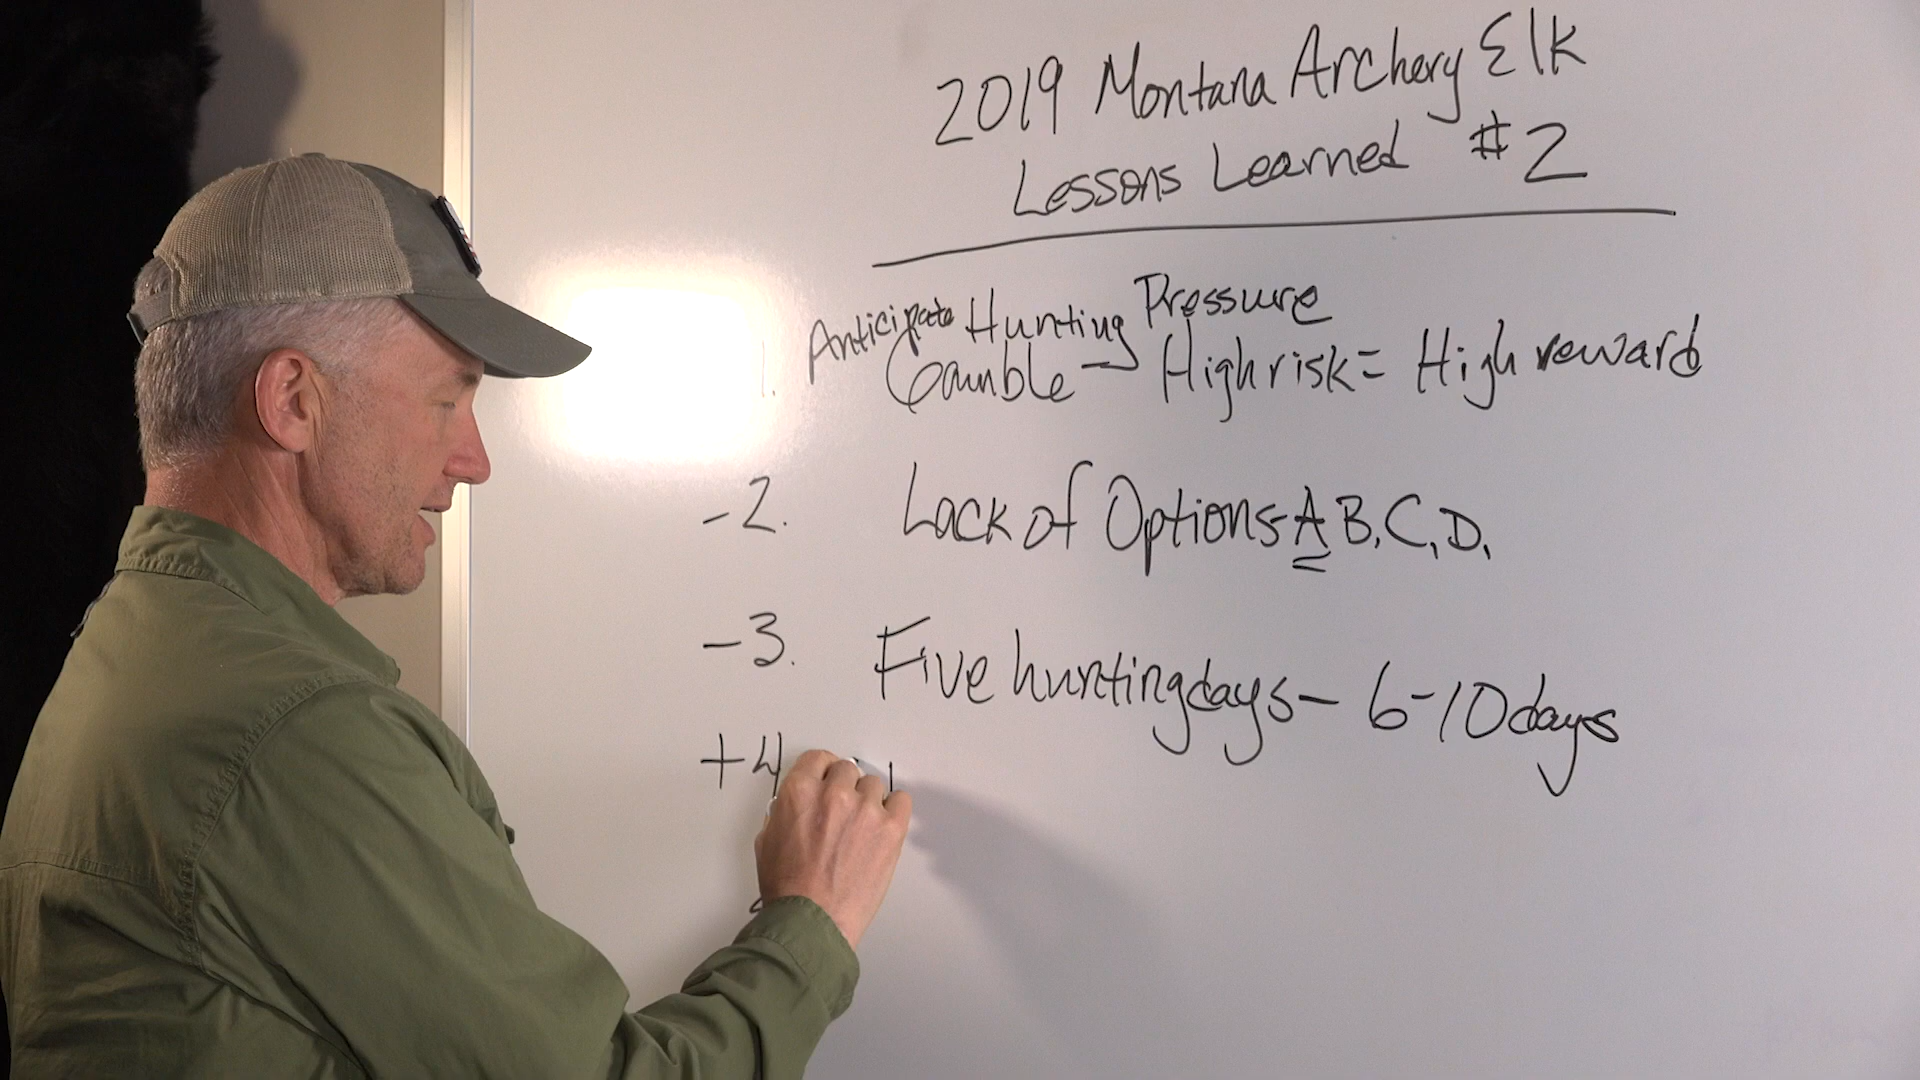 2019 Montana Archery Elk
Lessons Learned #2
1. Anticipate Hunting Pressure
Gamble - High risk = High reward
-2. Lack of Options - A B, C, D.
-3. Five hunting days - 6-10 days
+4